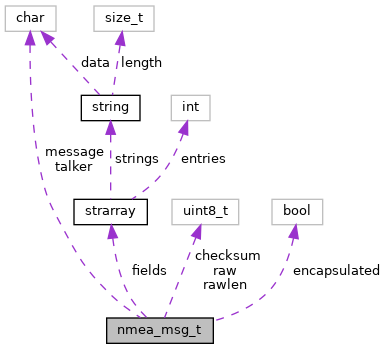 char
size_t
data
length
string
int
message
talker
strings
entries
strarray
uint8_t
bool
fields
checksum
raw
rawlen
encapsulated
nmea_msg_t